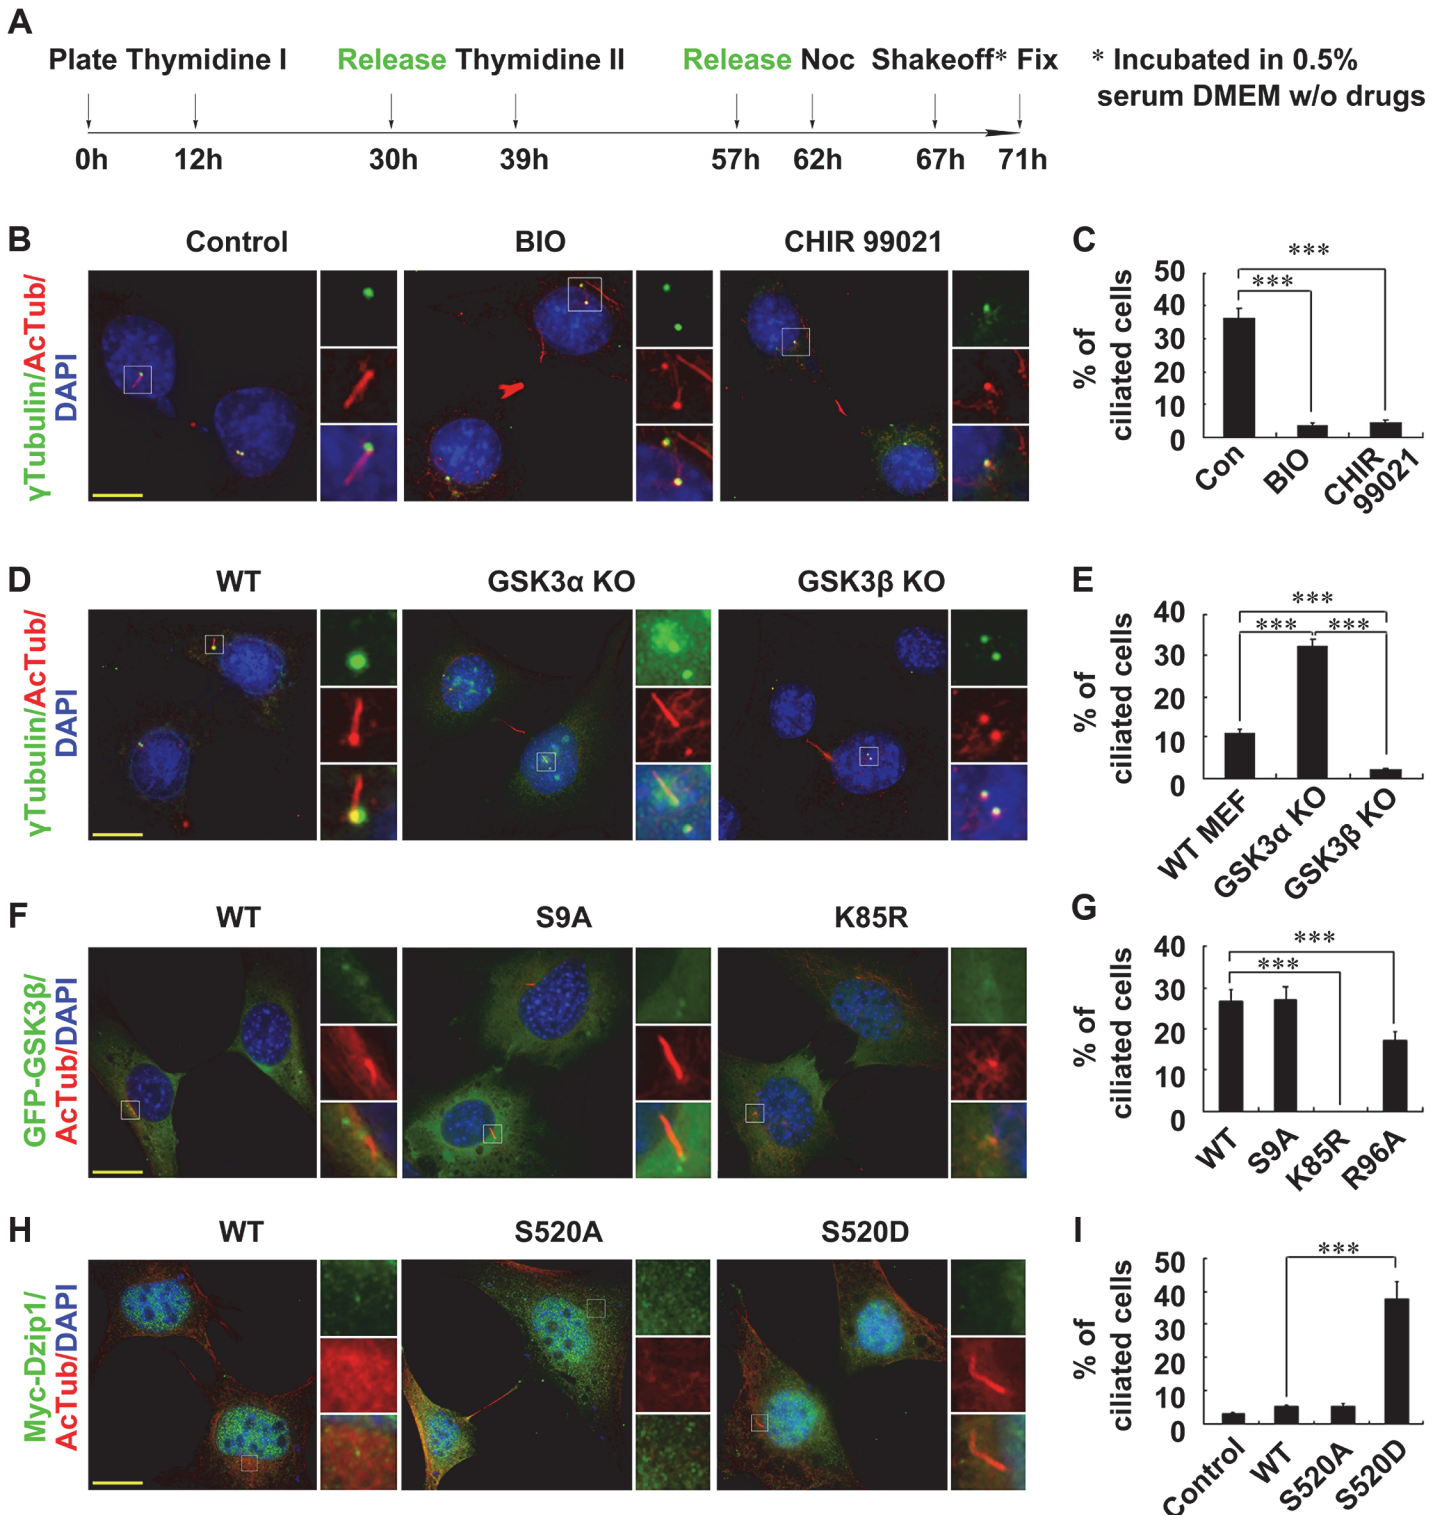 A
Plate Thymidine I Release Thymidine II Release Noc Shakeoff* Fix * Incubated in 0.5%
serum DMEM w/o drugs
0h 12h 30h 39h 57h 62h 67h 71h
B Control BIO CHIR 99021
γTubulin/AcTub/
DAPI
C
% of
ciliated cells
***
***
50
40
30
20
10
0
Con BIO CHIR
99021
D WT GSK3α KO GSK3β KO
γTubulin/AcTub/
DAPI
E
% of
ciliated cells
***
*** ***
40
30
20
10
0
WT MEF GSK3α KO GSK3β KO
F WT S9A K85R
GFP-GSK3β/
AcTub/DAPI
G
% of
ciliated cells
***
***
40
30
20
10
0
WT S9A K85R R96A
H WT S520A S520D
Myc-Dzip1/
AcTub/DAPI
I
% of
ciliated cells
***
50
40
30
20
10
0
Control WT S520A S520D